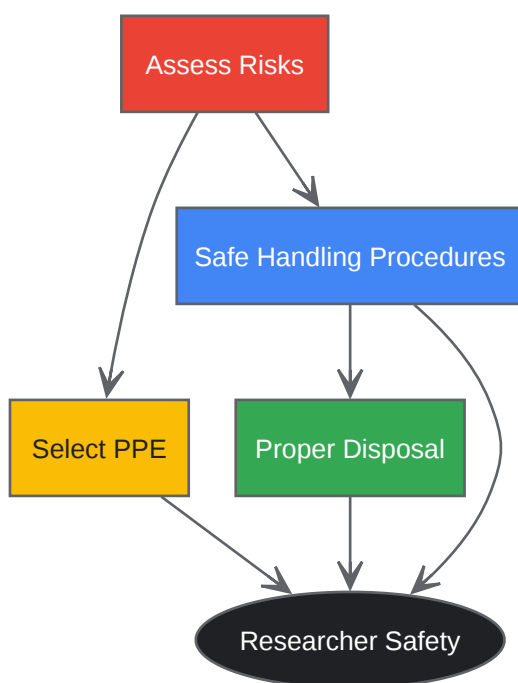 Assess Risks
Safe Handling Procedures
Select PPE
Proper Disposal
Researcher Safety